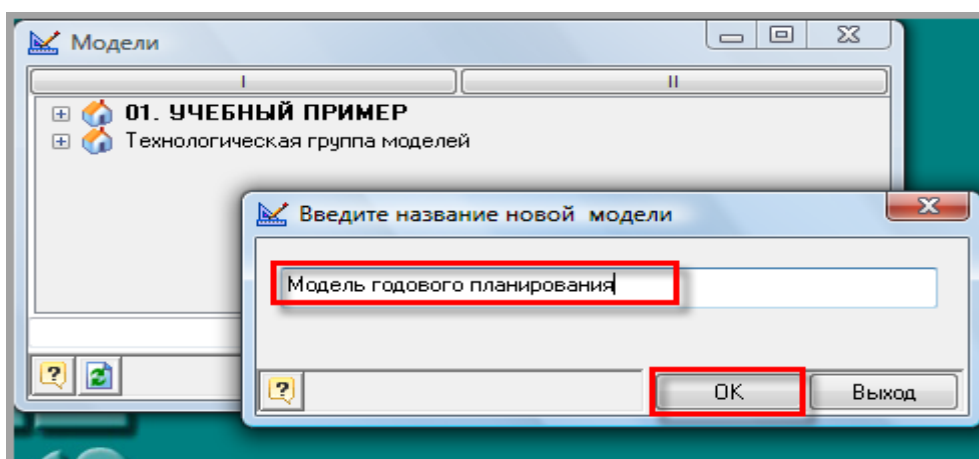 Модели
I II
01. УЧЕБНЫЙ ПРИМЕР
Технологическая группа моделей
Введите название новой модели
Модель годового планирования
OK Выход